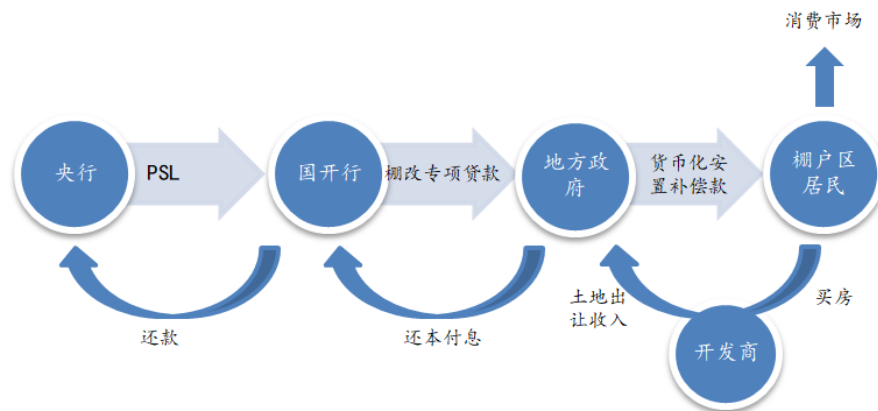 消费市场
央行
PSL
国开行
棚改专项贷款
地方政
府
货币化安
置补偿款
棚户区
居民
还款
还本付息
土地出
让收入
买房
开发商